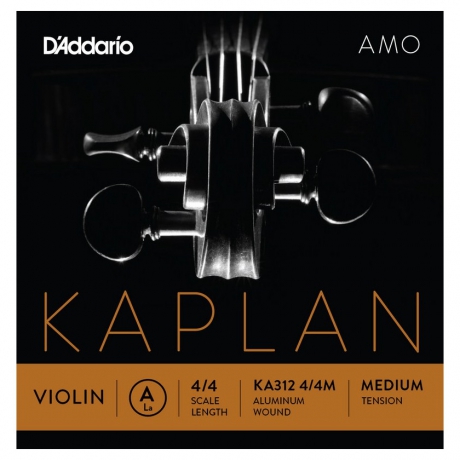 D'Addario
AMO
KAPLAN
VIOLIN
A
La
4/4
SCALE
LENGTH
KA312 4/4M
ALUMINUM
WOUND
MEDIUM
TENSION